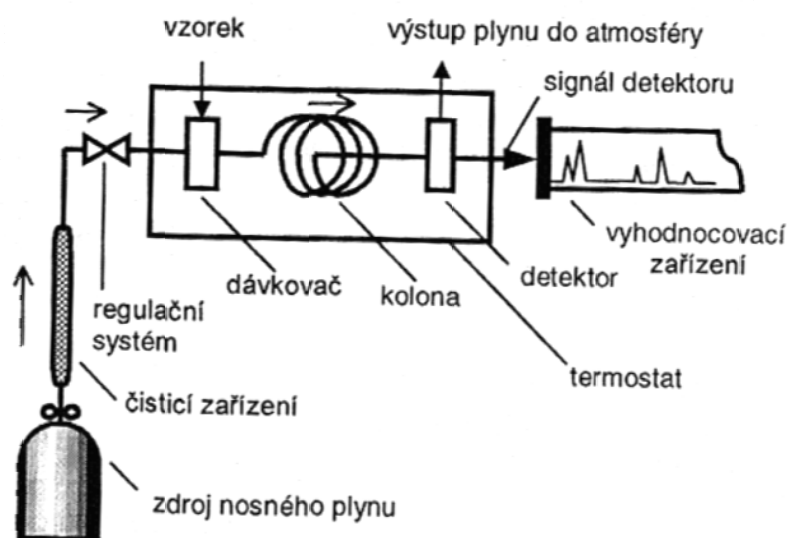 vzorek
výstup plynu do atmosféry
signál detektoru
vyhodnocovací
zařízení
dávkovač
kolona
detektor
regulační
systém
termostat
čisticí zařízení
zdroj nosného plynu